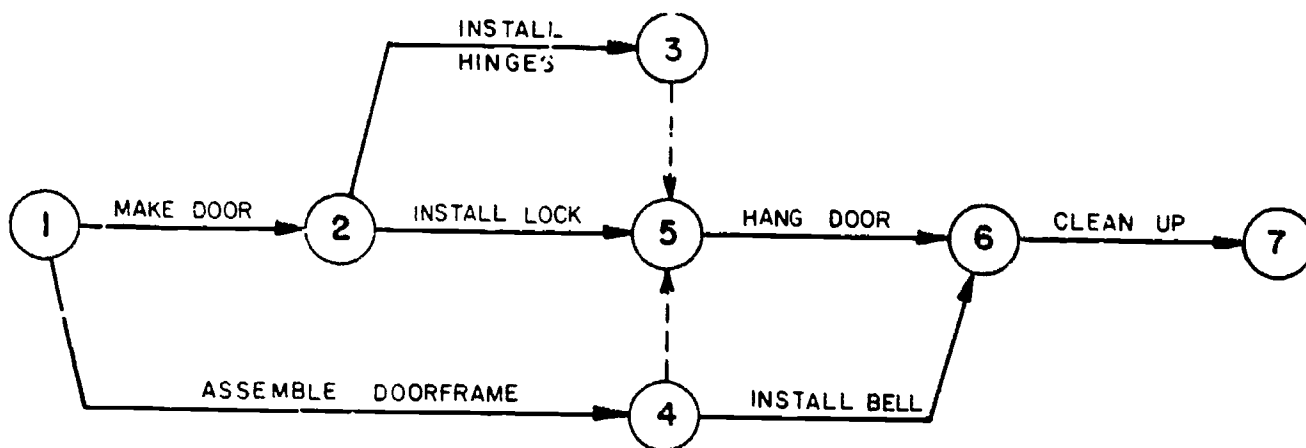 INSTALL
HINGES
3
1
MAKE DOOR
2
INSTALL LOCK
5
HANG DOOR
6
CLEAN UP
7
ASSEMBLE DOORFRAME
4
INSTALL BELL